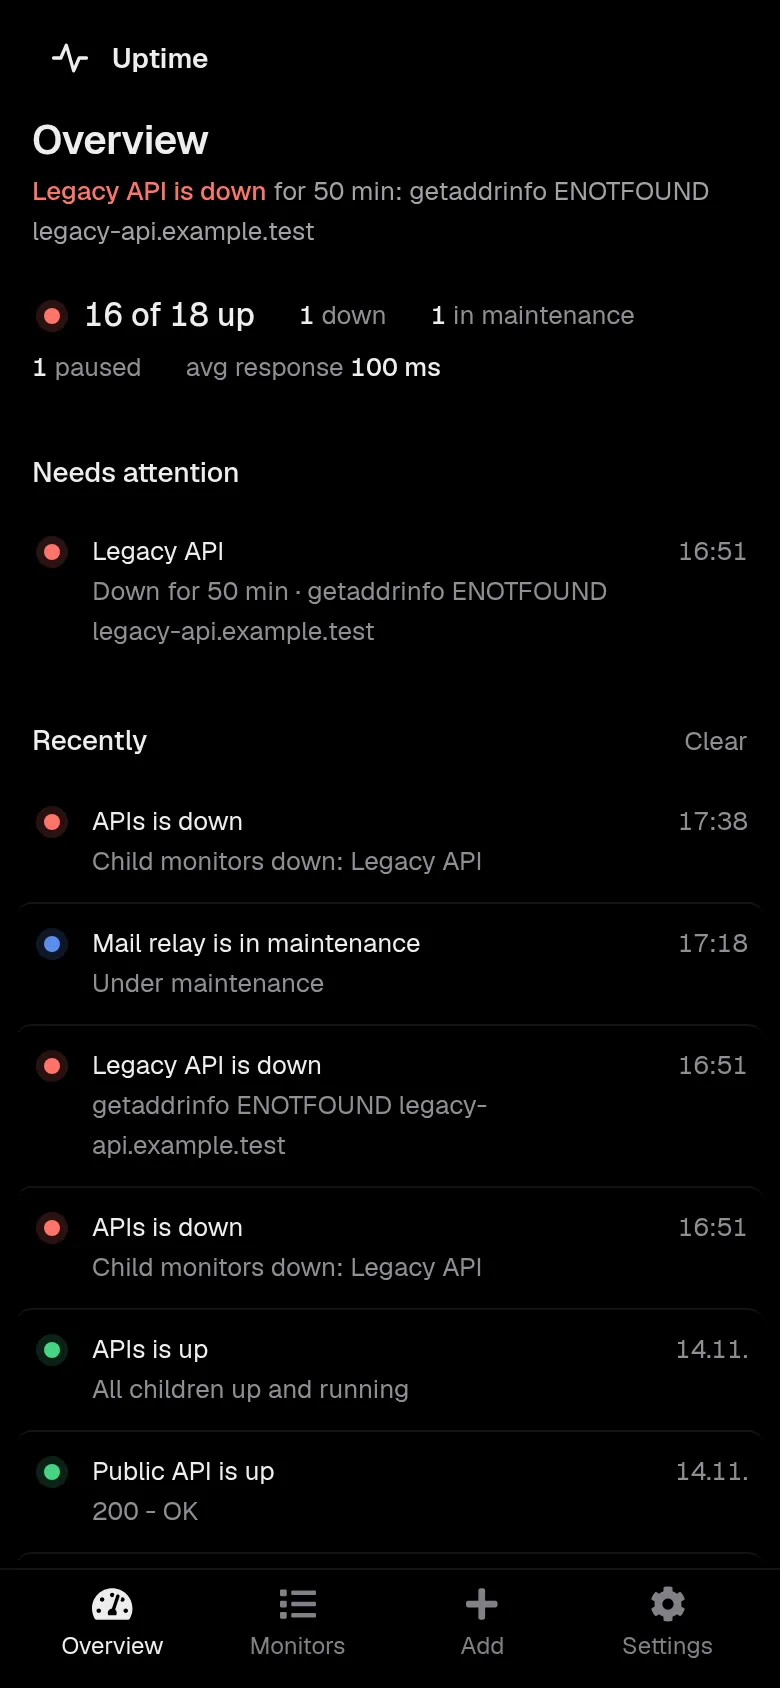 Uptime
Overview
Legacy API is down for 50 min: getaddrinfo ENOTFOUND
legacy-api.example.test
16 of 18 up 1 down 1 in maintenance
1 paused avg response 100 ms
Needs attention
Legacy API 16:51
Down for 50 min · getaddrinfo ENOTFOUND
legacy-api.example.test
Recently Clear
APIs is down 17:38
Child monitors down: Legacy API
Mail relay is in maintenance 17:18
Under maintenance
Legacy API is down 16:51
getaddrinfo ENOTFOUND legacy-
api.example.test
APIs is down 16:51
Child monitors down: Legacy API
APIs is up 14.11.
All children up and running
Public API is up 14.11.
200 - OK
Overview Monitors Add Settings